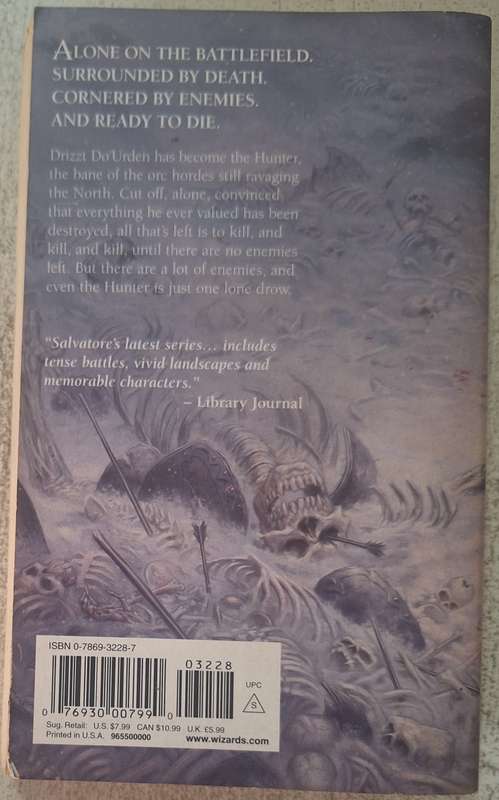 ALONE ON THE BATTLEFIELD.
SURROUNDED BY DEATH.
CORNERED BY ENEMIES.
AND READY TO DIE.
Drizzt Do'Urden has become the Hunter,
the bane of the orc hordes still ravaging
the North. Cut off, alone, convinced
that everything he ever valued has been
destroyed, all that's left is to kill, and
kill, and kill, until there are no enemies
left. But there are a lot of enemies, and
even the Hunter is just one lone drow.
"Salvatore's latest series... includes
tense battles, vivid landscapes and
memorable characters."
– Library Journal
ISBN 0-7869-3228-7
03228
0 76930 00799 0
UPC
S
Sug. Retail: U.S. $7.99 CAN $10.99 U.K. £5.99
Printed in U.S.A. 965500000 www.wizards.com